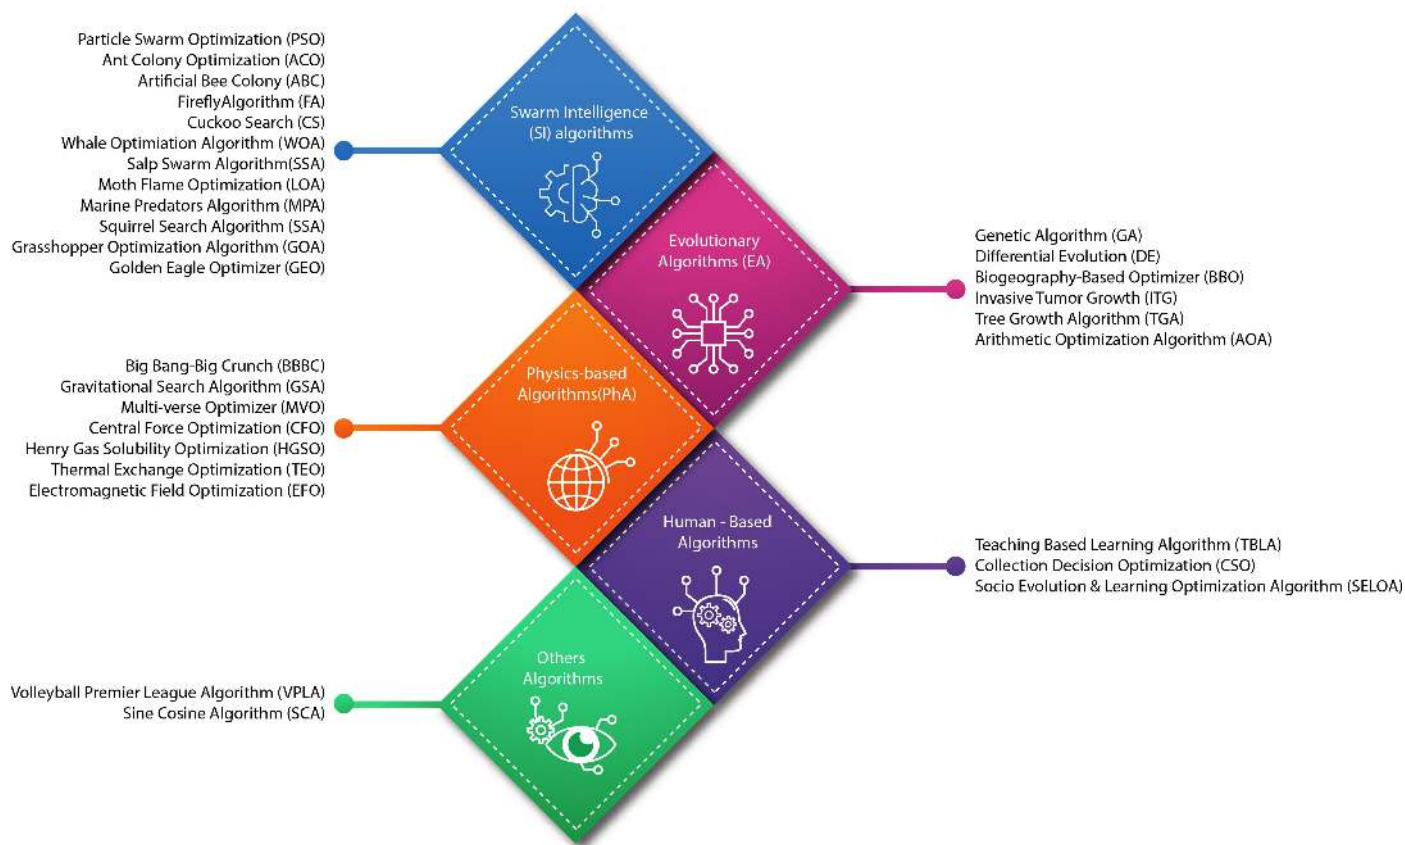 Particle Swarm Optimization (PSO)
Ant Colony Optimization (ACO)
Artificial Bee Colony (ABC)
FireflyAlgorithm (FA)
Cuckoo Search (CS)
Whale Optimiation Algorithm (WOA)
Salp Swarm Algorithm(SSA)
Moth Flame Optimization (LOA)
Marine Predators Algorithm (MPA)
Squirrel Search Algorithm (SSA)
Grasshopper Optimization Algorithm (GOA)
Golden Eagle Optimizer (GEO)
Swarm Intelligence
(SI) algorithms
Evolutionary
Algorithms (EA)
Genetic Algorithm (GA)
Differential Evolution (DE)
Biogeography-Based Optimizer (BBO)
Invasive Tumor Growth (ITG)
Tree Growth Algorithm (TGA)
Arithmetic Optimization Algorithm (AOA)
Big Bang-Big Crunch (BBBC)
Gravitational Search Algorithm (GSA)
Multi-verse Optimizer (MVO)
Central Force Optimization (CFO)
Henry Gas Solubility Optimization (HGSO)
Thermal Exchange Optimization (TEO)
Electromagnetic Field Optimization (EFO)
Physics-based
Algorithms(PhA)
Human - Based
Algorithms
Teaching Based Learning Algorithm (TBLA)
Collection Decision Optimization (CSO)
Socio Evolution & Learning Optimization Algorithm (SELOA)
Others
Algorithms
Volleyball Premier League Algorithm (VPLA)
Sine Cosine Algorithm (SCA)